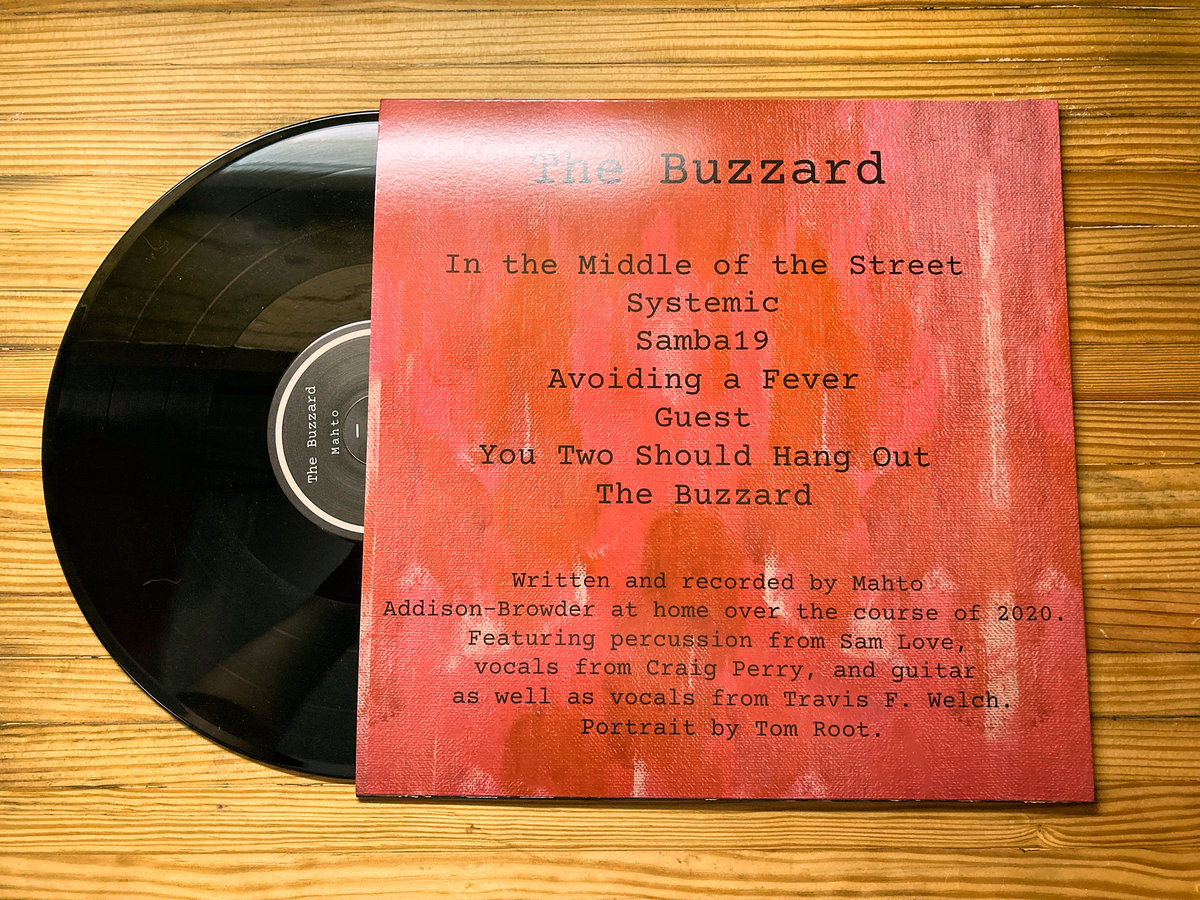 The Buzzard
In the Middle of the Street
Systemic
Samba19
Avoiding a Fever
Guest
You Two Should Hang Out
The Buzzard
Written and recorded by Mahto
Addison-Browder at home over the course of 2020.
Featuring percussion from Sam Love,
vocals from Craig Perry, and guitar
as well as vocals from Travis F. Welch.
Portrait by Tom Root.
The Buzzard
Mahto